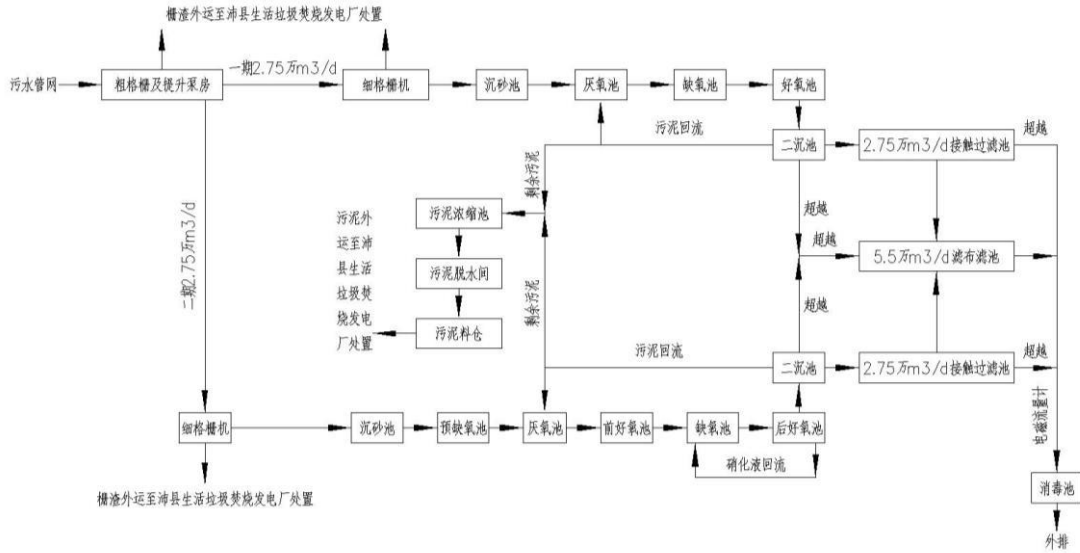 栅渣外运至沛县生活垃圾焚烧发电厂处置
污水管网
粗格栅及提升泵房
一期2.75万m3/d
细格栅机
沉砂池
厌氧池
缺氧池
好氧池
污泥回流
二沉池
2.75万m3/d接触过滤池
超越
剩余污泥
污泥浓缩池
污泥外
运至沛
县生活
垃圾焚
烧发电
厂处置
超越
超越
二期2.75万m3/d
污泥脱水间
5.5万m3/d滤布滤池
剩余污泥
超越
污泥料仓
污泥回流
二沉池
2.75万m3/d接触过滤池
超越
细格栅机
沉砂池
预缺氧池
厌氧池
前好氧池
缺氧池
后好氧池
电磁流量计
硝化液回流
栅渣外运至沛县生活垃圾焚烧发电厂处置
消毒池
外排